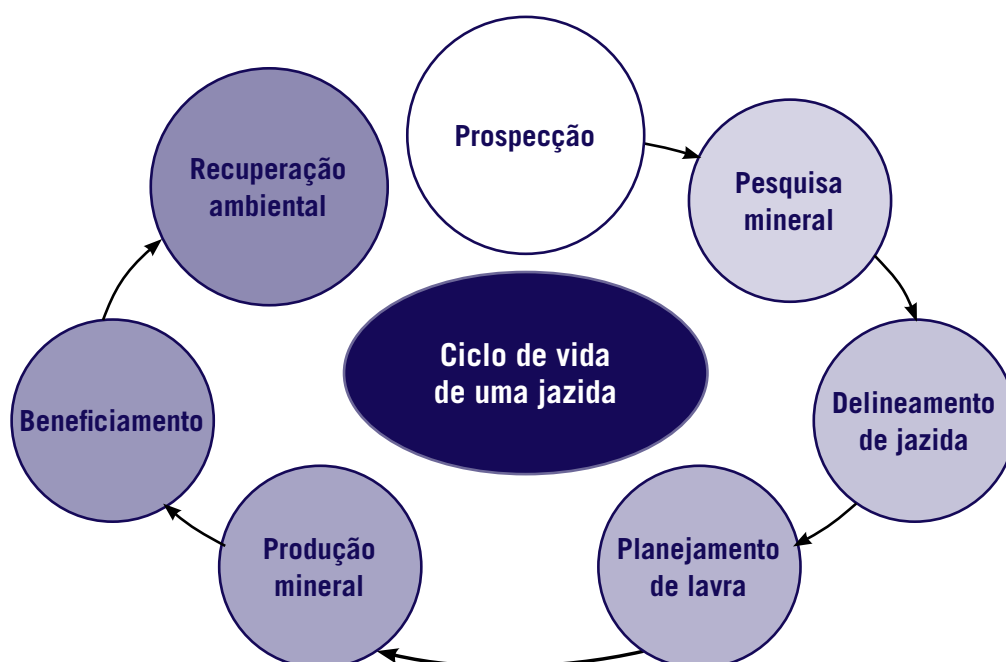 Prospecção
Pesquisa
mineral
Delineamento
de jazida
Planejamento
de lavra
Produção
mineral
Beneficiamento
Recuperação
ambiental
Ciclo de vida
de uma jazida